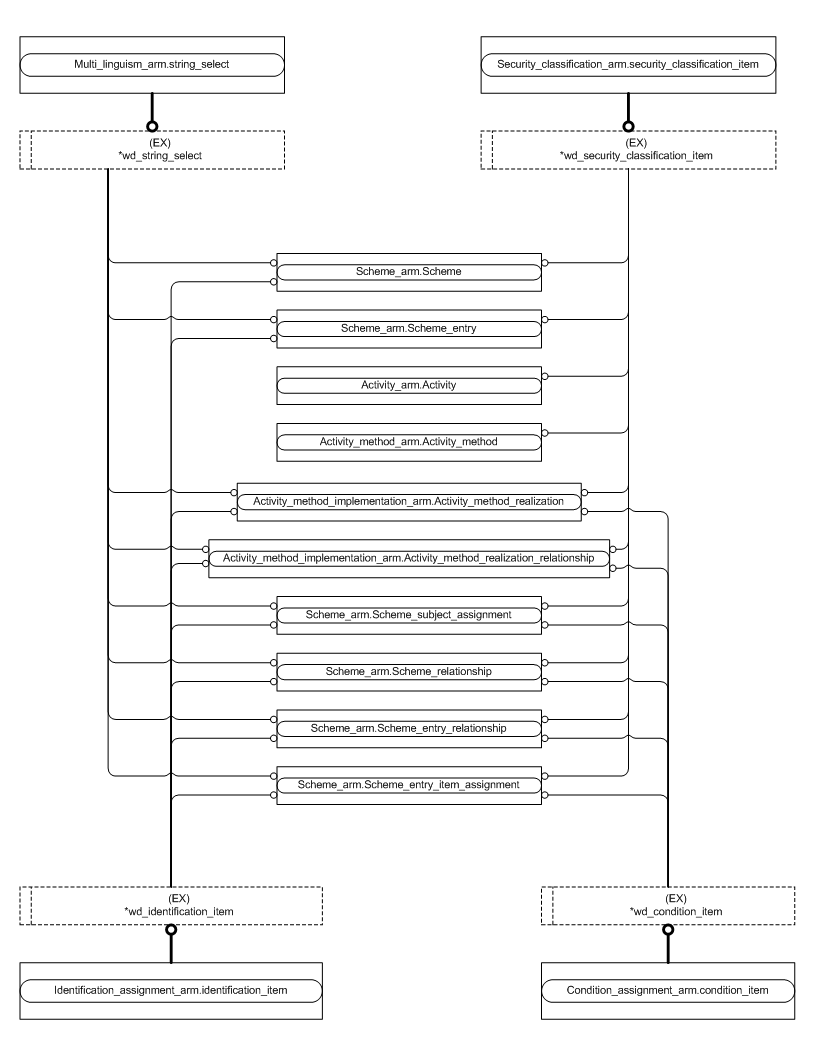 Multi_linguism_arm.string_select
Security_classification_arm.security_classification_item
(EX)
*wd_string_select
(EX)
*wd_security_classification_item
Scheme_arm.Scheme
Scheme_arm.Scheme_entry
Activity_arm.Activity
Activity_method_arm.Activity_method
Activity_method_implementation_arm.Activity_method_realization
Activity_method_implementation_arm.Activity_method_realization_relationship
Scheme_arm.Scheme_subject_assignment
Scheme_arm.Scheme_relationship
Scheme_arm.Scheme_entry_relationship
Scheme_arm.Scheme_entry_item_assignment
(EX)
*wd_identification_item
(EX)
*wd_condition_item
Identification_assignment_arm.identification_item
Condition_assignment_arm.condition_item